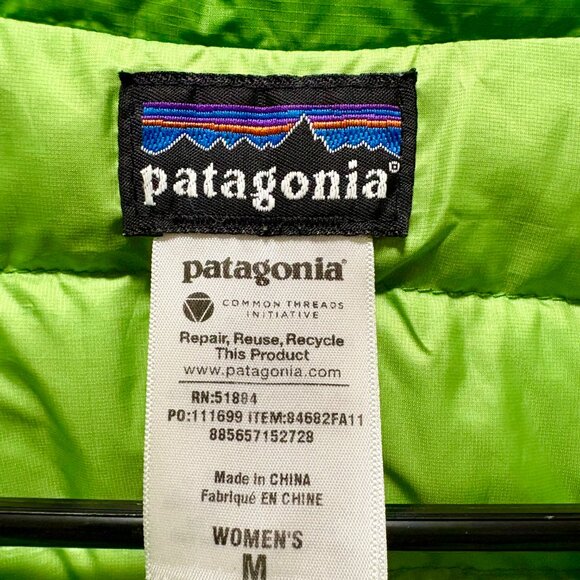 patagonia®
patagonia®
COMMON THREADS
INITIATIVE
Repair, Reuse, Recycle
This Product
www.patagonia.com
RN:51884
PO:111699 ITEM:84682FA11
885657152728
Made in CHINA
Fabriqué EN CHINE
WOMEN'S
M